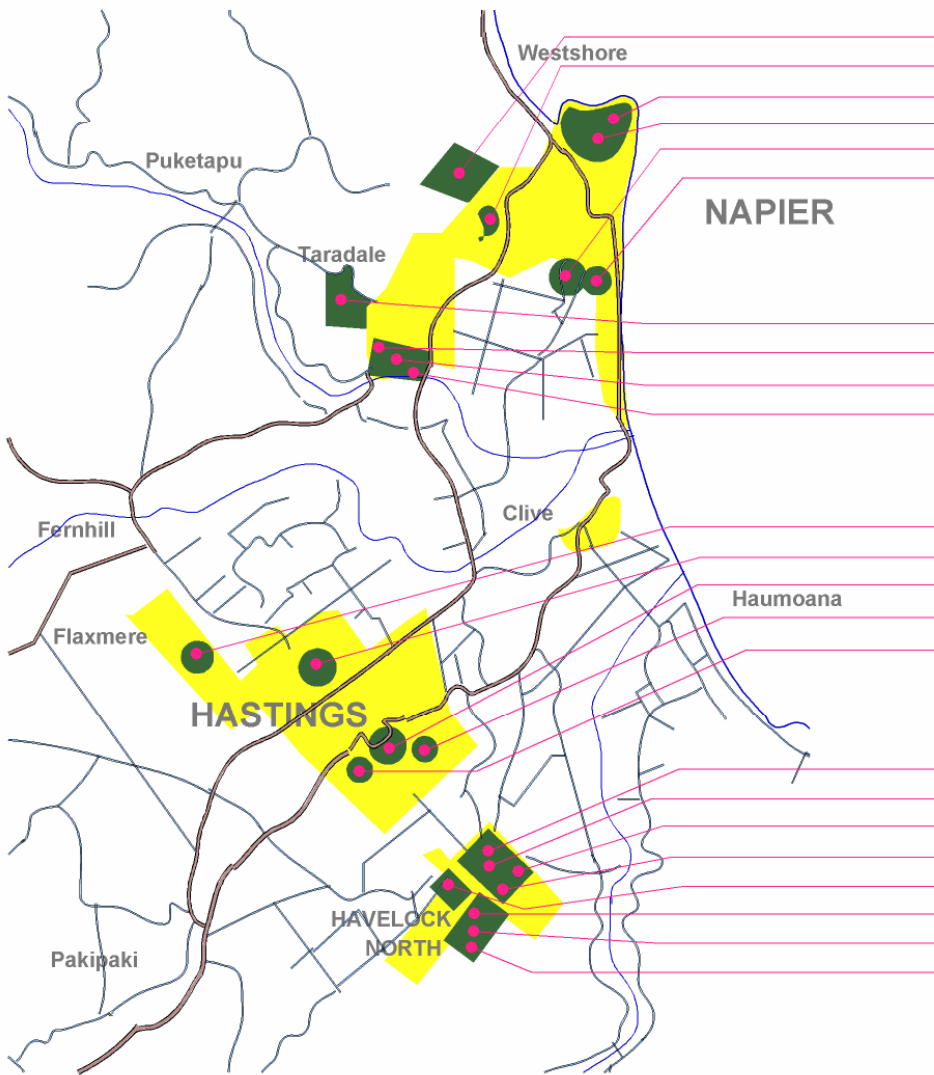 Westshore
Puketapu
NAPIER
Taradale
Clive
Fernhill
Haumoana
Flaxmere
HASTINGS
HAVELOCK
NORTH
Pakipaki